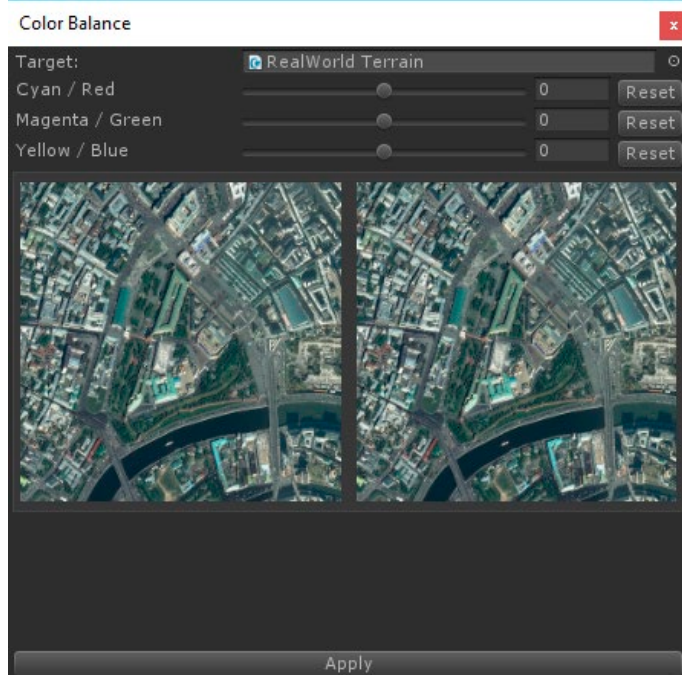 Color Balance x
Target: RealWorld Terrain
Cyan / Red 0 Reset
Magenta / Green 0 Reset
Yellow / Blue 0 Reset
Apply